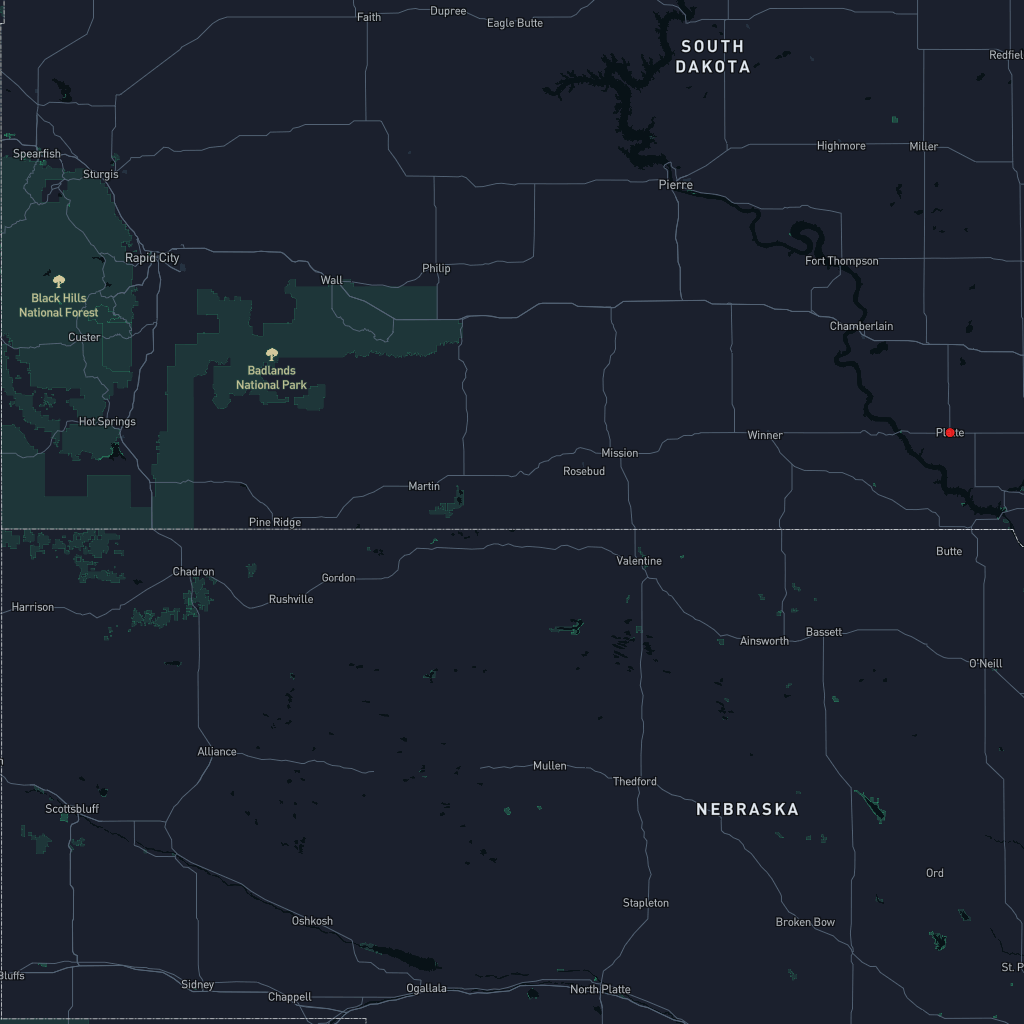 Faith
Dupree
Eagle Butte
SOUTH
DAKOTA
Redfiel
Spearfish
Sturgis
Highmore
Miller
Pierre
Rapid City
Wall
Philip
Fort Thompson
Black Hills
National Forest
Custer
Chamberlain
Badlands
National Park
Hot Springs
Winner
Platte
Mission
Rosebud
Martin
Pine Ridge
Butte
Valentine
Chadron
Gordon
Rushville
Harrison
Ainsworth
Bassett
O'Neill
Alliance
Mullen
Thedford
Scottsbluff
NEBRASKA
Ord
Stapleton
Oshkosh
Broken Bow
St. P
Bluffs
Sidney
Chappell
Ogallala
North Platte